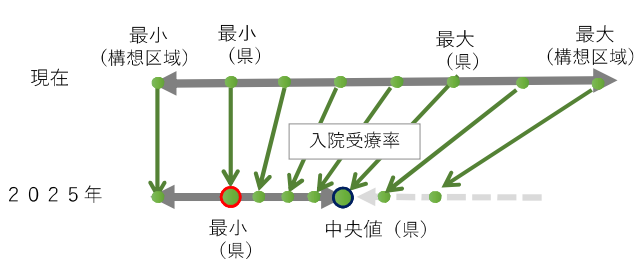 最小
(構想区域)
最小
(県)
最大
(県)
最大
(構想区域)
現在
入院受療率
２０２５年
最小
(県)
中央値 (県)